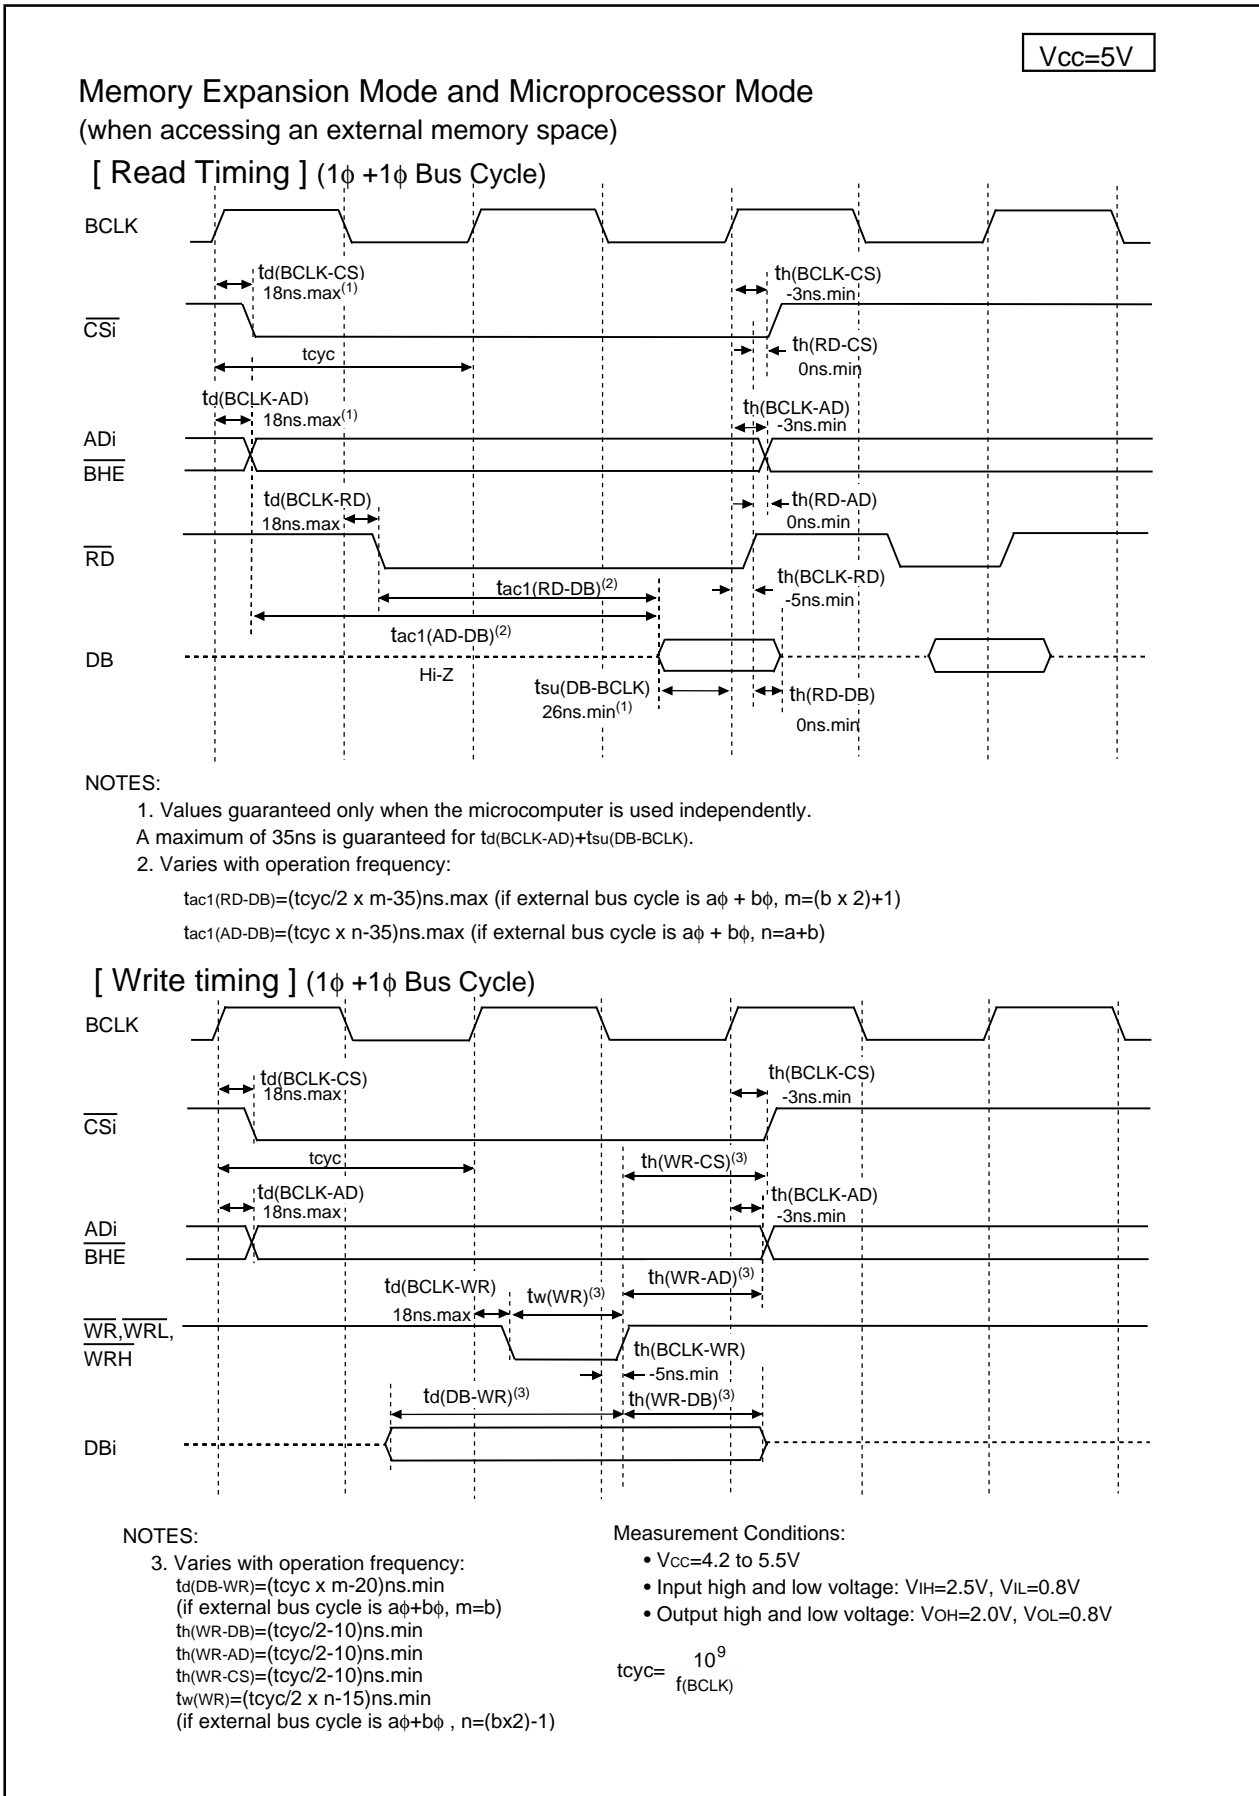 Vcc=5V
Memory Expansion Mode and Microprocessor Mode
(when accessing an external memory space)
[ Read Timing ] (1ϕ +1ϕ Bus Cycle)
BCLK
td(BCLK-CS)
18ns.max(1)
th(BCLK-CS)
-3ns.min
CSi
th(RD-CS)
0ns.min
tcyc
td(BCLK-AD)
18ns.max(1)
th(BCLK-AD)
-3ns.min
ADi
BHE
td(BCLK-RD)
18ns.max
th(RD-AD)
0ns.min
RD
tac1(RD-DB)(2)
th(BCLK-RD)
-5ns.min
tac1(AD-DB)(2)
DB
Hi-Z
tsu(DB-BCLK)
26ns.min(1)
th(RD-DB)
0ns.min
NOTES:
1. Values guaranteed only when the microcomputer is used independently.
A maximum of 35ns is guaranteed for td(BCLK-AD)+tsu(DB-BCLK).
2. Varies with operation frequency:
tac1(RD-DB)=(tcyc/2 x m-35)ns.max (if external bus cycle is aϕ + bϕ, m=(b x 2)+1)
tac1(AD-DB)=(tcyc x n-35)ns.max (if external bus cycle is aϕ + bϕ, n=a+b)
[ Write timing ] (1ϕ +1ϕ Bus Cycle)
BCLK
td(BCLK-CS)
18ns.max
th(BCLK-CS)
-3ns.min
CSi
tcyc
th(WR-CS)(3)
td(BCLK-AD)
18ns.max
th(BCLK-AD)
-3ns.min
ADi
BHE
td(BCLK-WR)
18ns.max
tw(WR)(3)
th(WR-AD)(3)
WR,WRL,
WRH
th(BCLK-WR)
-5ns.min
td(DB-WR)(3)
th(WR-DB)(3)
DBi
NOTES:
3. Varies with operation frequency:
td(DB-WR)=(tcyc x m-20)ns.min
(if external bus cycle is aϕ+bϕ, m=b)
th(WR-DB)=(tcyc/2-10)ns.min
th(WR-AD)=(tcyc/2-10)ns.min
th(WR-CS)=(tcyc/2-10)ns.min
tw(WR)=(tcyc/2 x n-15)ns.min
(if external bus cycle is aϕ+bϕ , n=(bx2)-1)
Measurement Conditions:
• VCC=4.2 to 5.5V
• Input high and low voltage: VIH=2.5V, VIL=0.8V
• Output high and low voltage: VOH=2.0V, VOL=0.8V
tcyc= 10^9
f(BCLK)